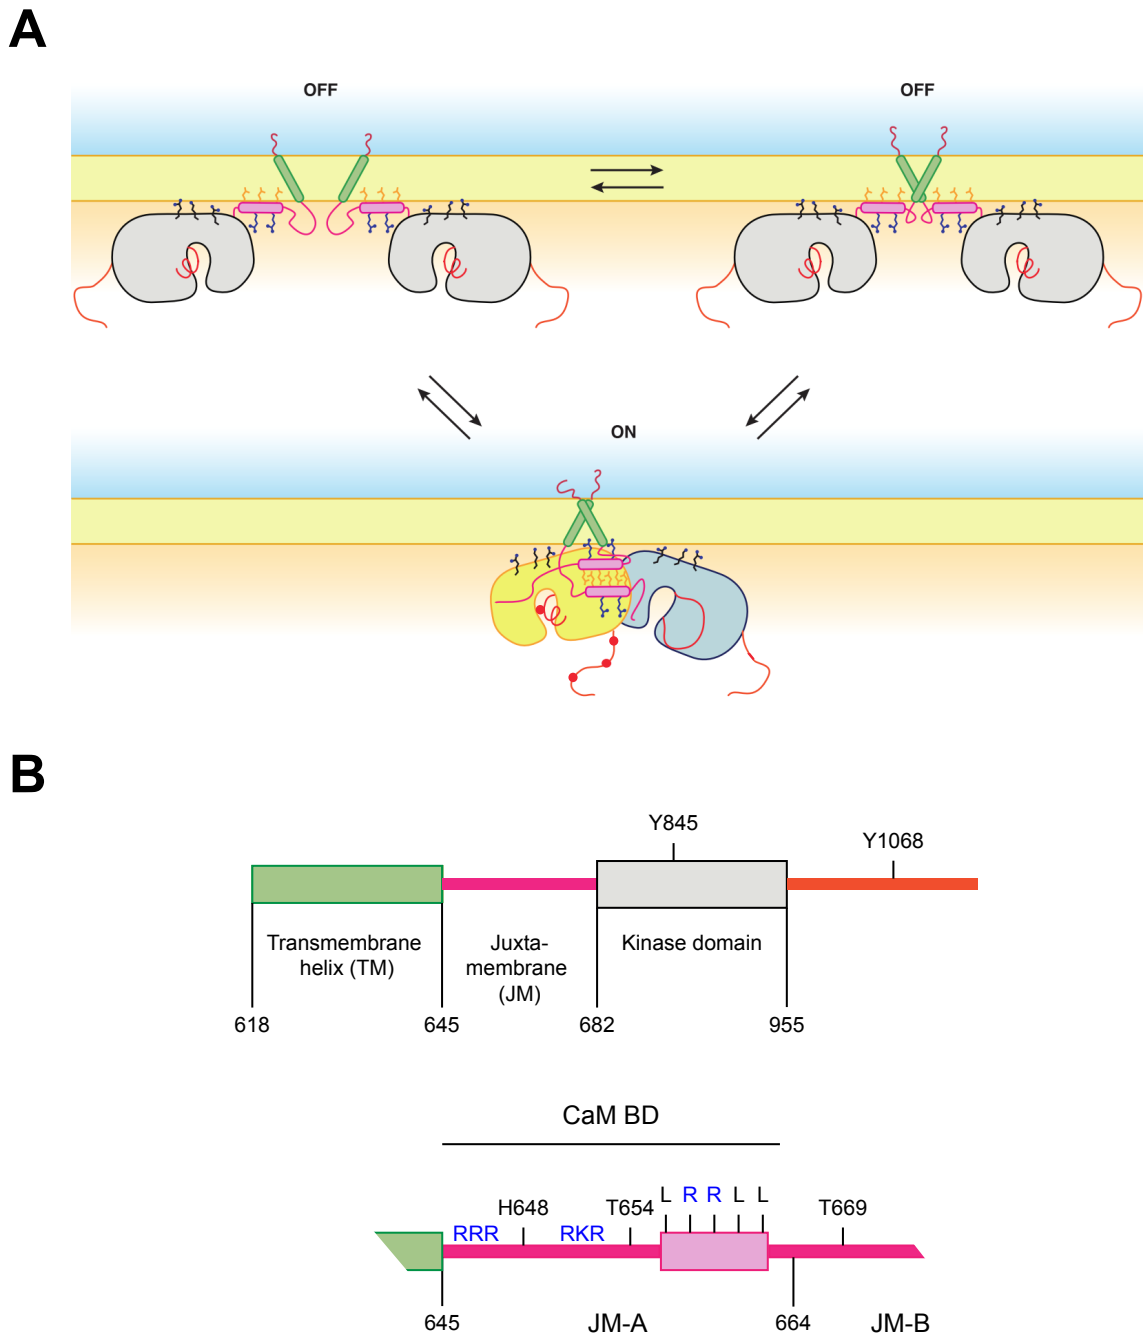 A
OFF
OFF
ON
B
Y845
Y1068
Transmembrane
helix (TM)
Juxta-
membrane
(JM)
Kinase domain
618
645
682
955
CaM BD
L R R L L
H648
T654
T669
RRR
RKR
645
JM-A
664
JM-B